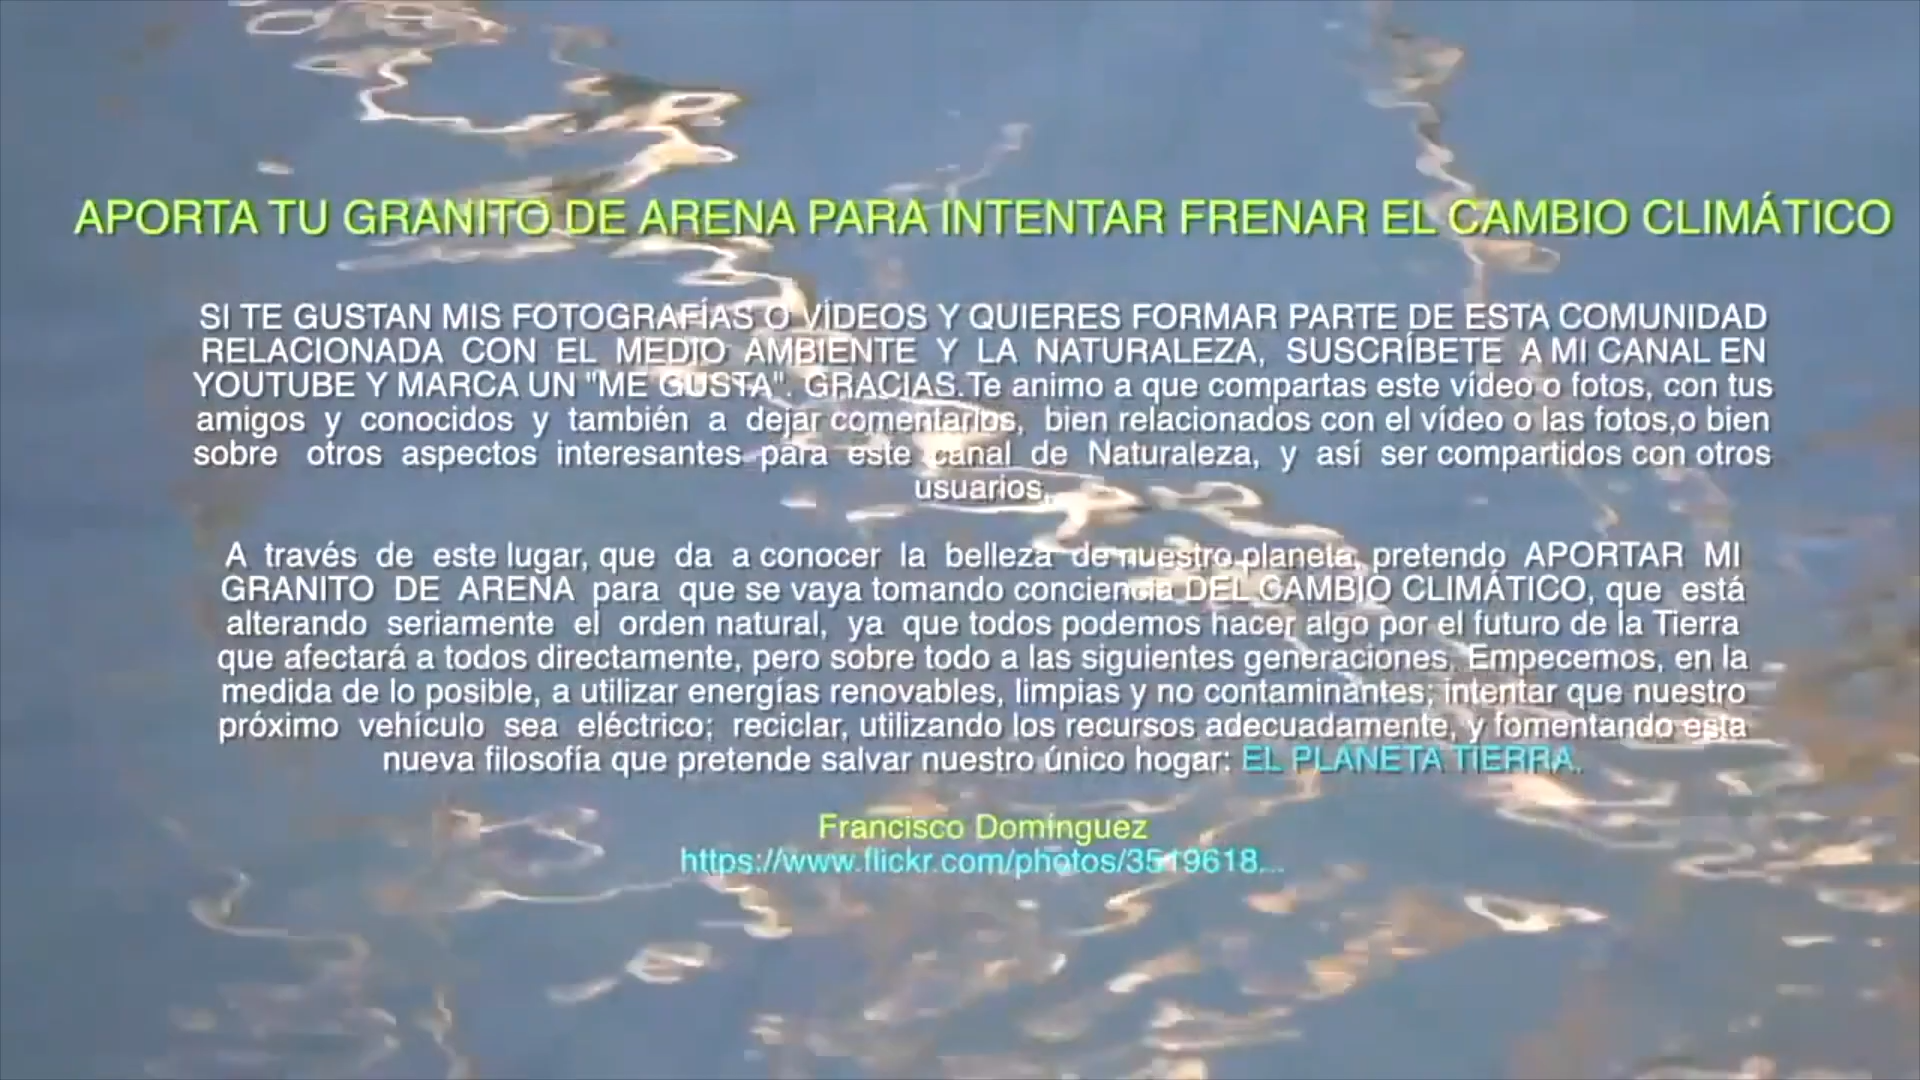 APORTA TU GRANITO DE ARENA PARA INTENTAR FRENAR EL CAMBIO CLIMÁTICO
SI TE GUSTAN MIS FOTOGRAFÍAS O VÍDEOS Y QUIERES FORMAR PARTE DE ESTA COMUNIDAD
RELACIONADA CON EL MEDIO AMBIENTE Y LA NATURALEZA, SUSCRÍBETE A MI CANAL EN
YOUTUBE Y MARCA UN "ME GUSTA". GRACIAS.Te animo a que compartas este vídeo o fotos, con tus
amigos y conocidos y también a dejar comentarios, bien relacionados con el vídeo o las fotos,o bien
sobre otros aspectos interesantes para este canal de Naturaleza, y así ser compartidos con otros
usuarios.
A través de este lugar, que da a conocer la belleza de nuestro planeta, pretendo APORTAR MI
GRANITO DE ARENA para que se vaya tomando conciencia DEL CAMBIO CLIMÁTICO, que está
alterando seriamente el orden natural, ya que todos podemos hacer algo por el futuro de la Tierra
que afectará a todos directamente, pero sobre todo a las siguientes generaciones. Empecemos, en la
medida de lo posible, a utilizar energías renovables, limpias y no contaminantes; intentar que nuestro
próximo vehículo sea eléctrico; reciclar, utilizando los recursos adecuadamente, y fomentando esta
nueva filosofía que pretende salvar nuestro único hogar: EL PLANETA TIERRA.
Francisco Domínguez
https://www.flickr.com/photos/3519618...